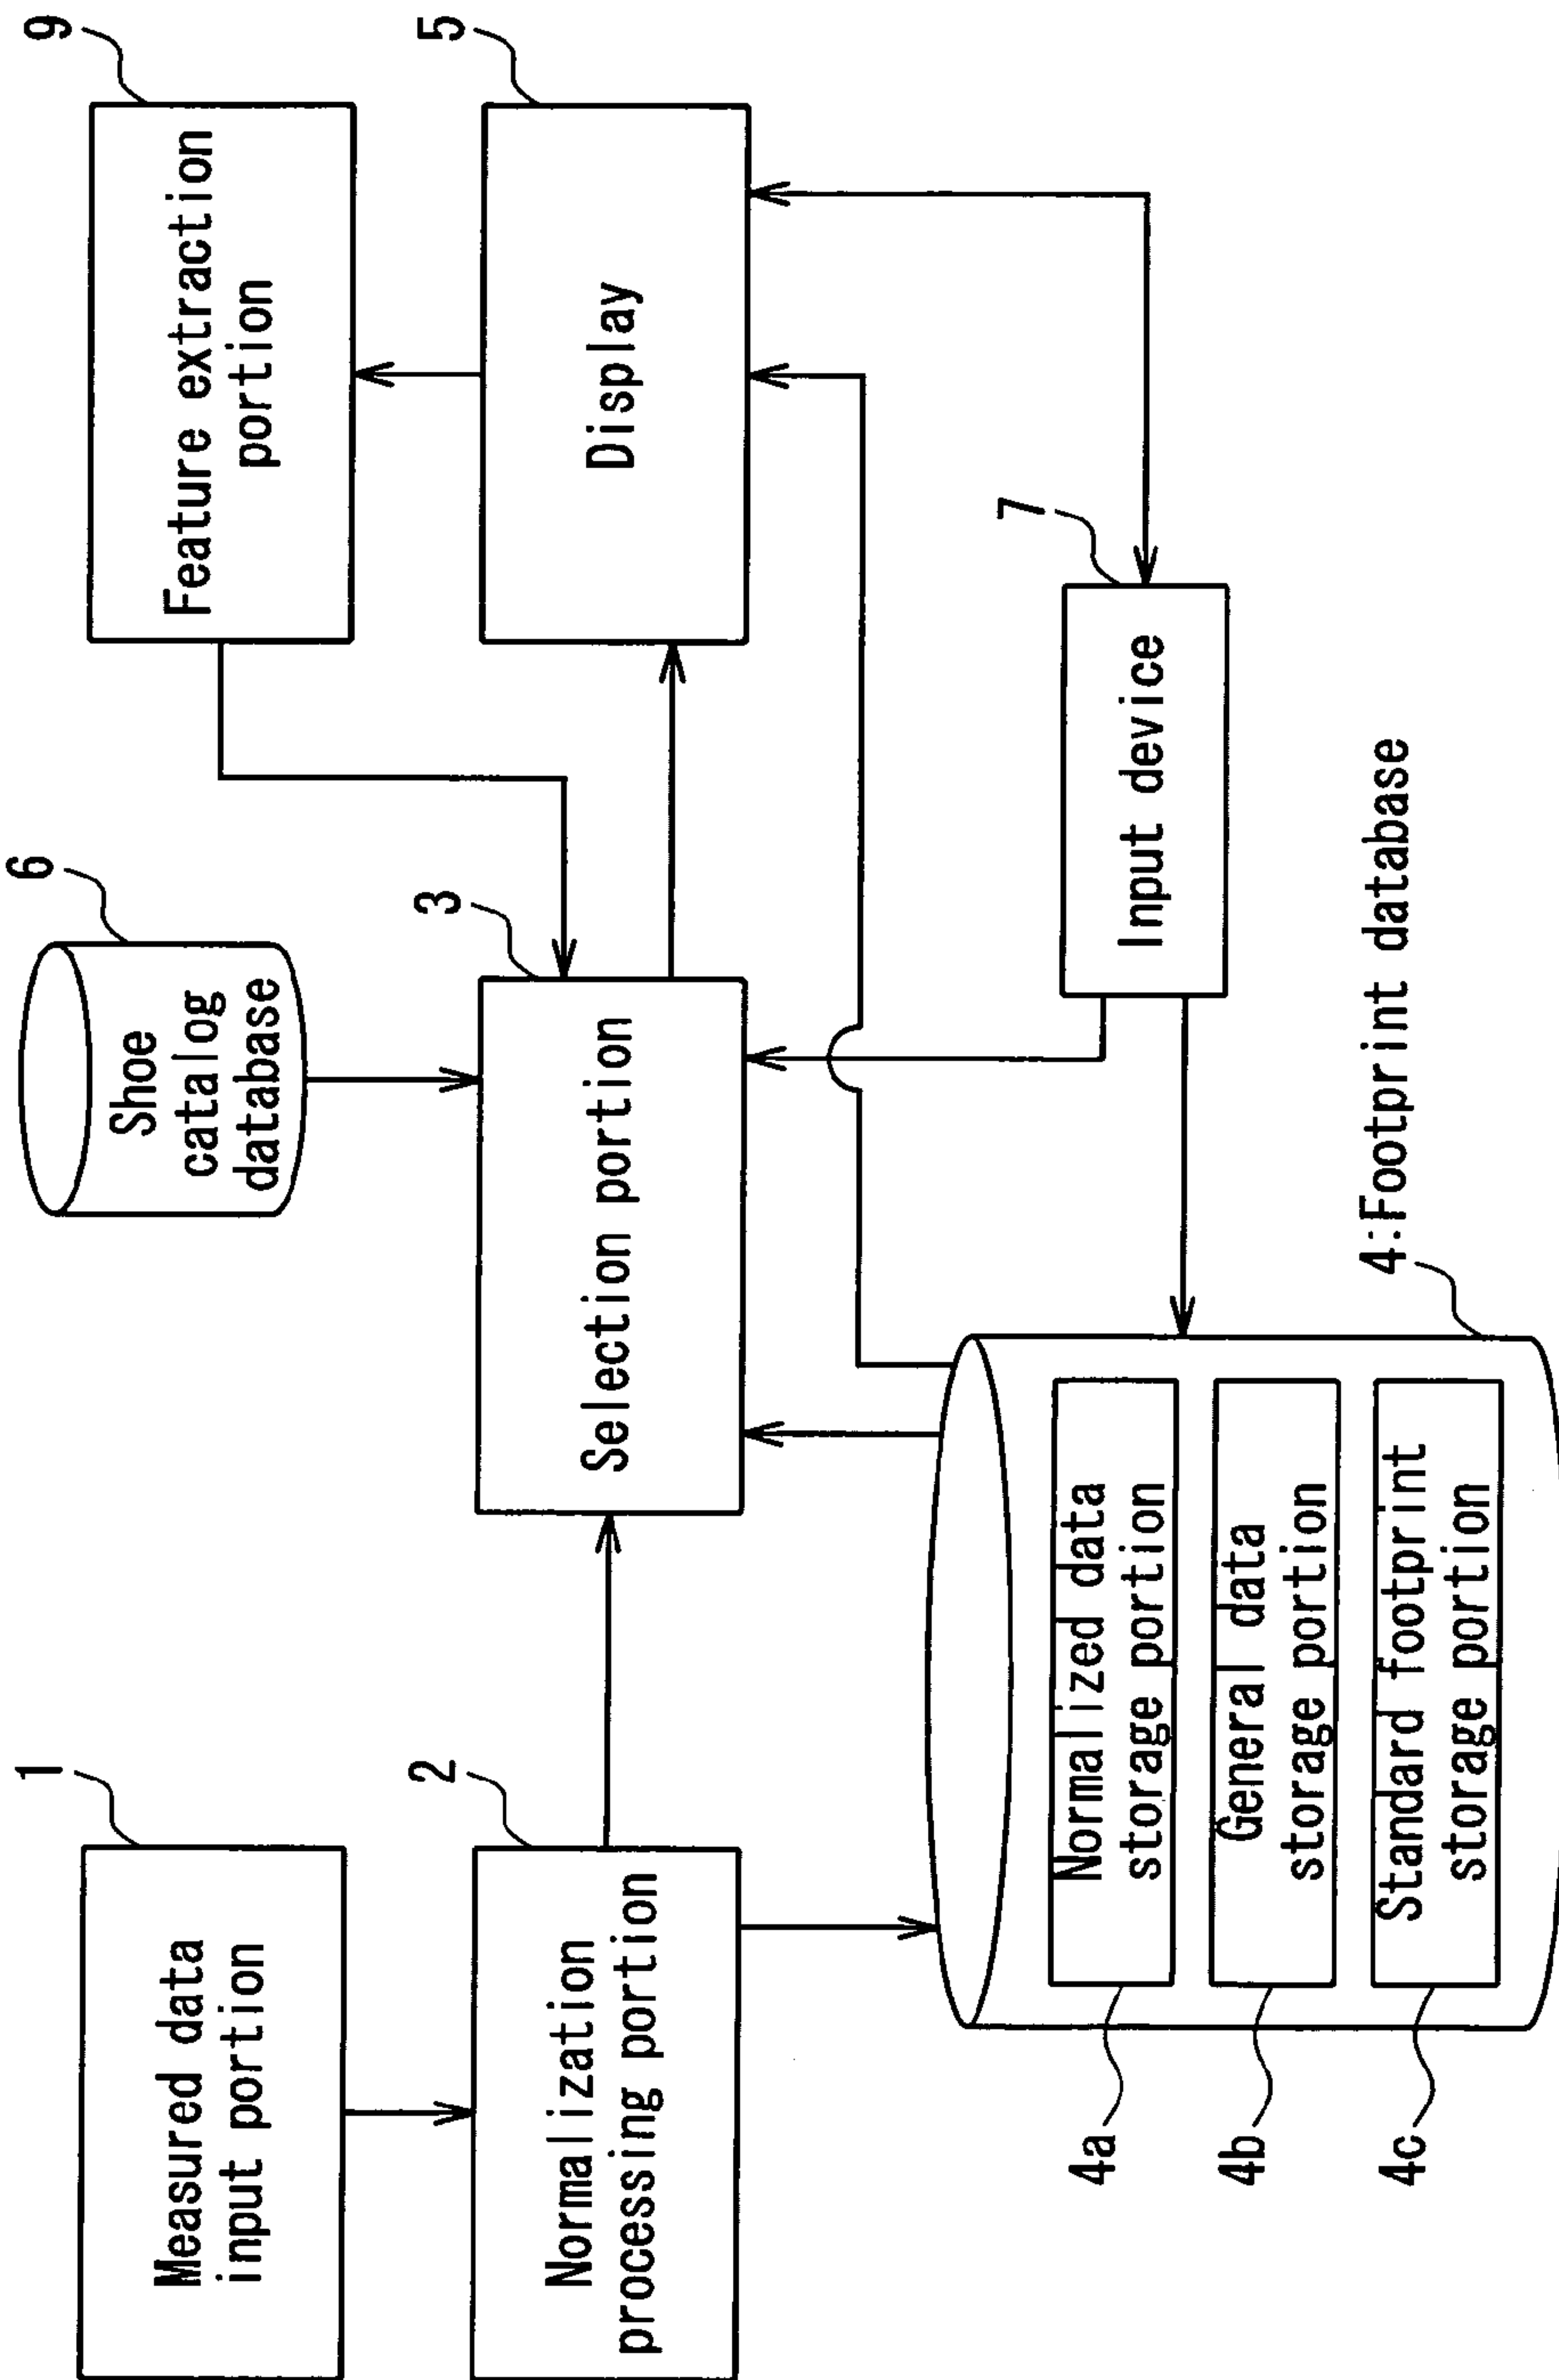 1
Measured data
input portion
2
Normalization
processing portion
6
Shoe
catalog
database
3
Selection portion
9
Feature extraction
portion
5
Display
7
Input device
4:Footprint database
4a
Normalized data
storage portion
4b
General data
storage portion
4c
Standard footprint
storage portion